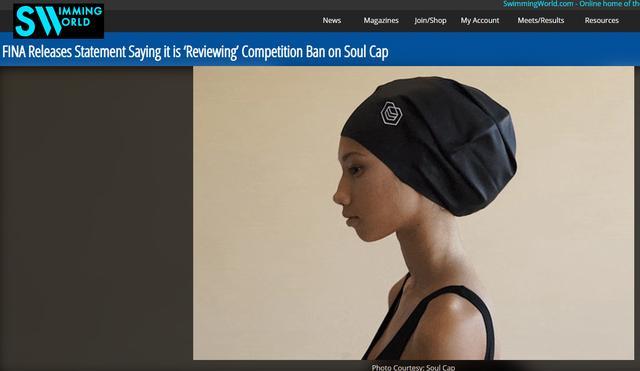 SwimmingWorld.com - Online home of th
SWIMMING
WORLD
News Magazines Join/Shop My Account Meets/Results Resources
FINA Releases Statement Saying it is ‘Reviewing’ Competition Ban on Soul Cap
Photo Courtesy: Soul Cap